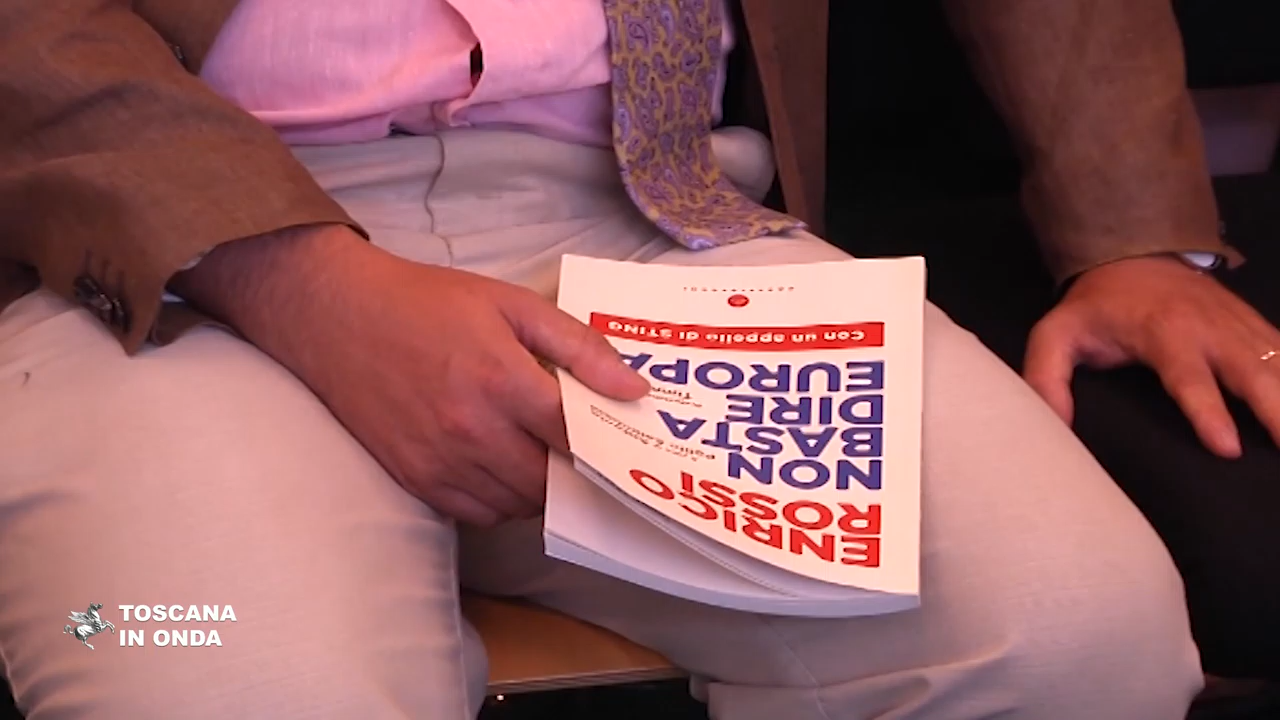 ENRICO
ROSSI
NON
BASTA
DIRE
EUROPA
Con un appello di STING
TOSCANA
IN ONDA